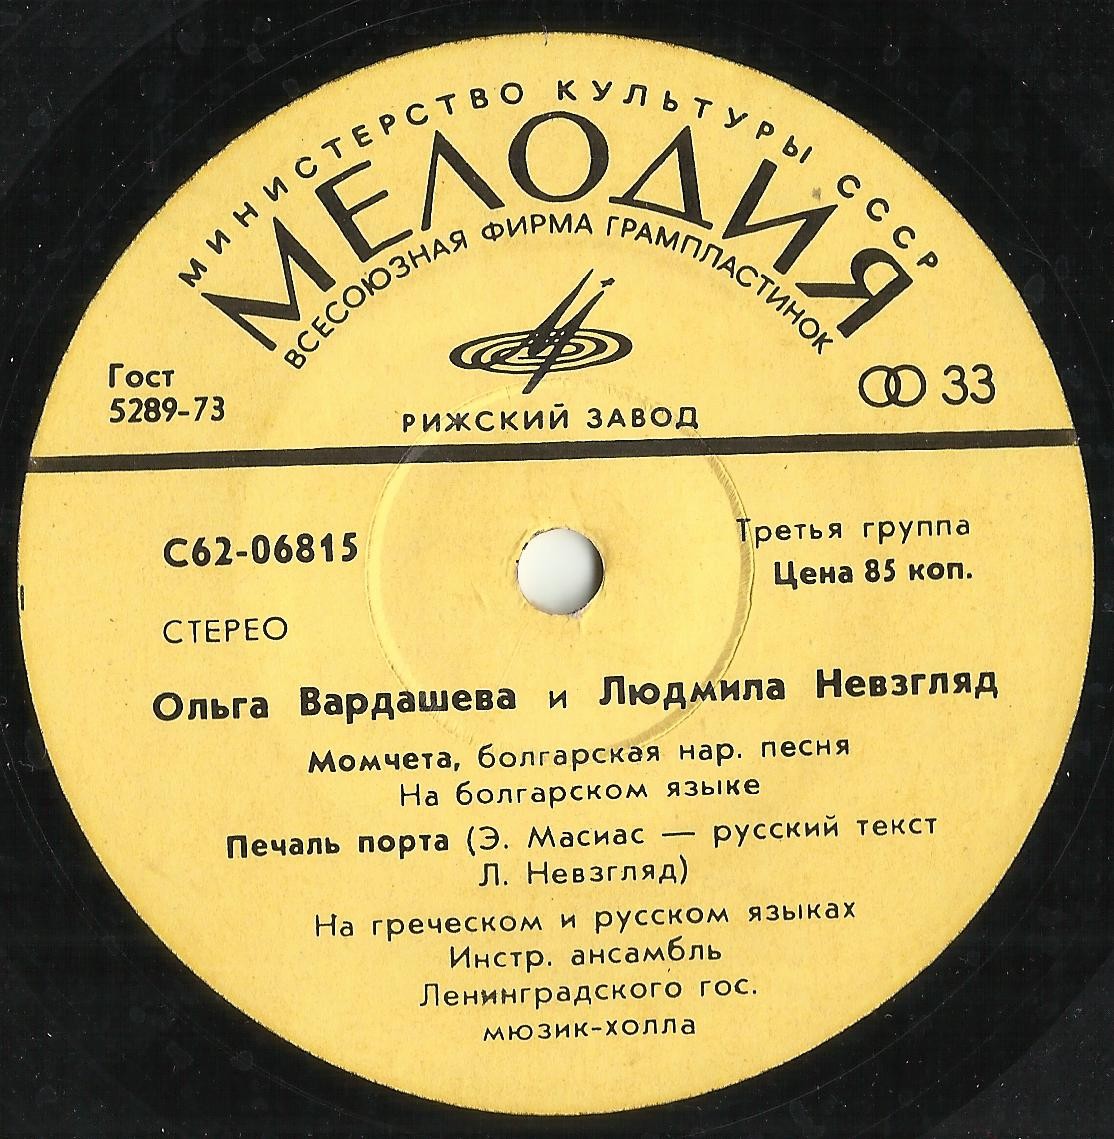 МИНИСТЕРСТВО КУЛЬТУРЫ СССР
МЕЛОДИЯ
ВСЕСОЮЗНАЯ ФИРМА ГРАМПЛАСТИНОК
Гост
5289-73
33
РИЖСКИЙ ЗАВОД
С62-06815
Третья группа
Цена 85 коп.
СТЕРЕО
Ольга Вардашева и Людмила Невзгляд
Момчета, болгарская нар. песня
На болгарском языке
Печаль порта (Э. Масиас — русский текст
Л. Невзгляд)
На греческом и русском языках
Инстр. ансамбль
Ленинградского гос.
мюзик-холла